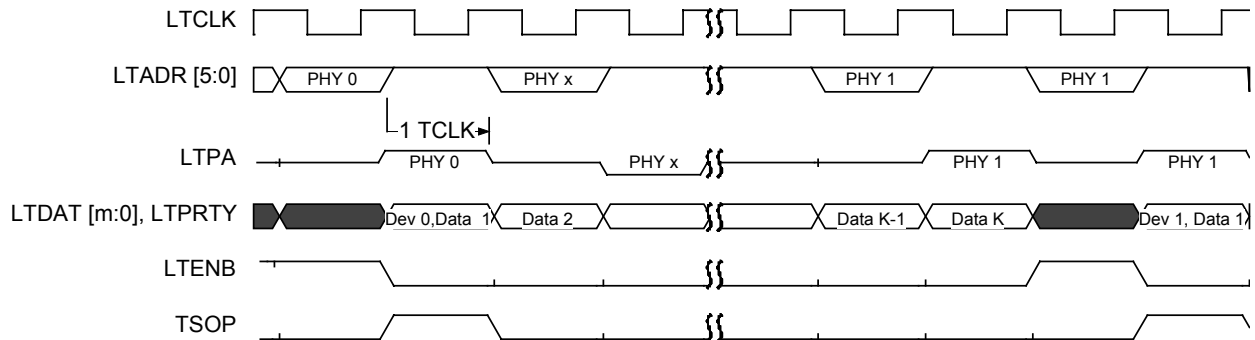 LTCLK
LTADR [5:0] PHY 0 PHY x PHY 1 PHY 1
1 TCLK
LTPA PHY 0 PHY x PHY 1 PHY 1
LTDAT [m:0], LTPRTY Dev 0,Data 1 Data 2 Data K-1 Data K Dev 1, Data 1
LTENB
TSOP